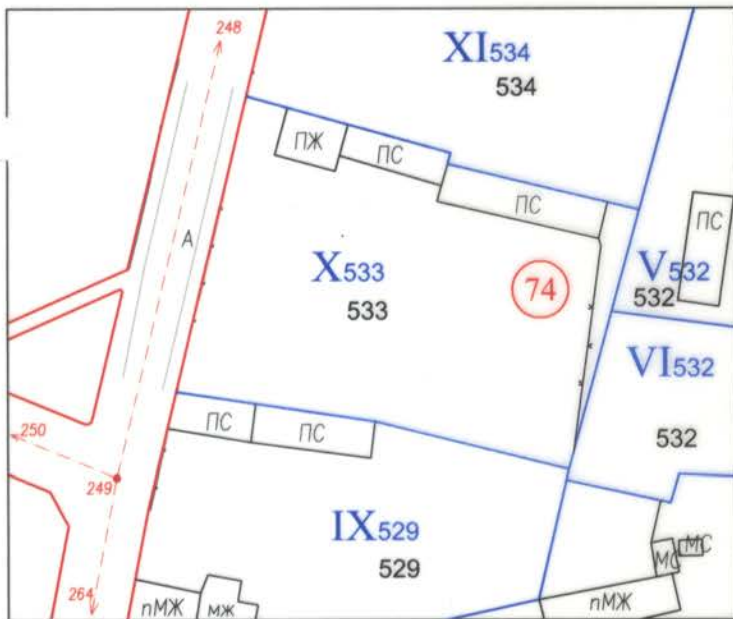 248
XI534
534
ПЖ
ПС
ПС
ПС
А
X533
533
74
V532
532
VI532
532
ПС
ПС
250
249
IX529
529
МС
МС
264
пМЖ
мж
пМЖ